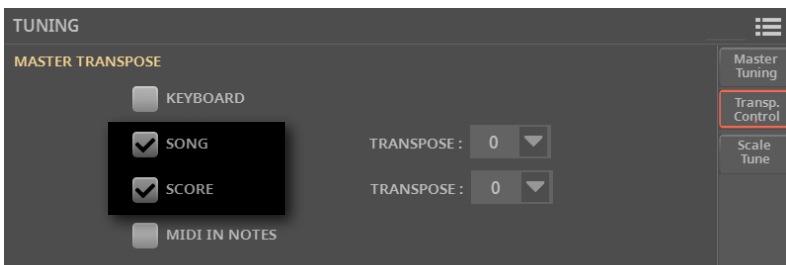 TUNING
MASTER TRANSPOSE
Master
Tuning
KEYBOARD
Transp.
Control
SONG
TRANSPOSE : 0
Scale
Tune
SCORE
TRANSPOSE : 0
MIDI IN NOTES